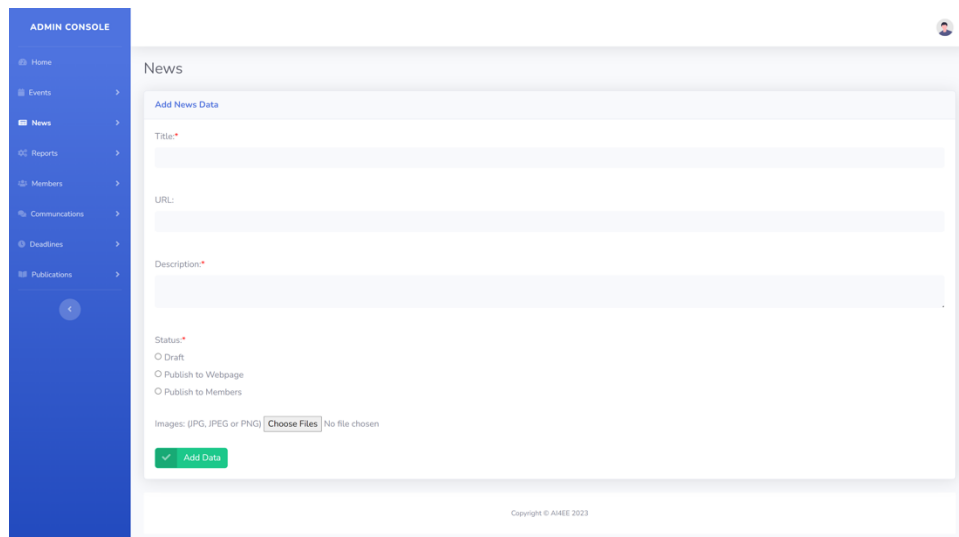 ADMIN CONSOLE
Home
Events
News
Reports
Members
Communcations
Deadlines
Publications
News
Add News Data
Title:*
URL:
Description:*
Status:*
Draft
Publish to Webpage
Publish to Members
Images: (JPG, JPEG or PNG) Choose Files No file chosen
Add Data
Copyright © AI4EE 2023